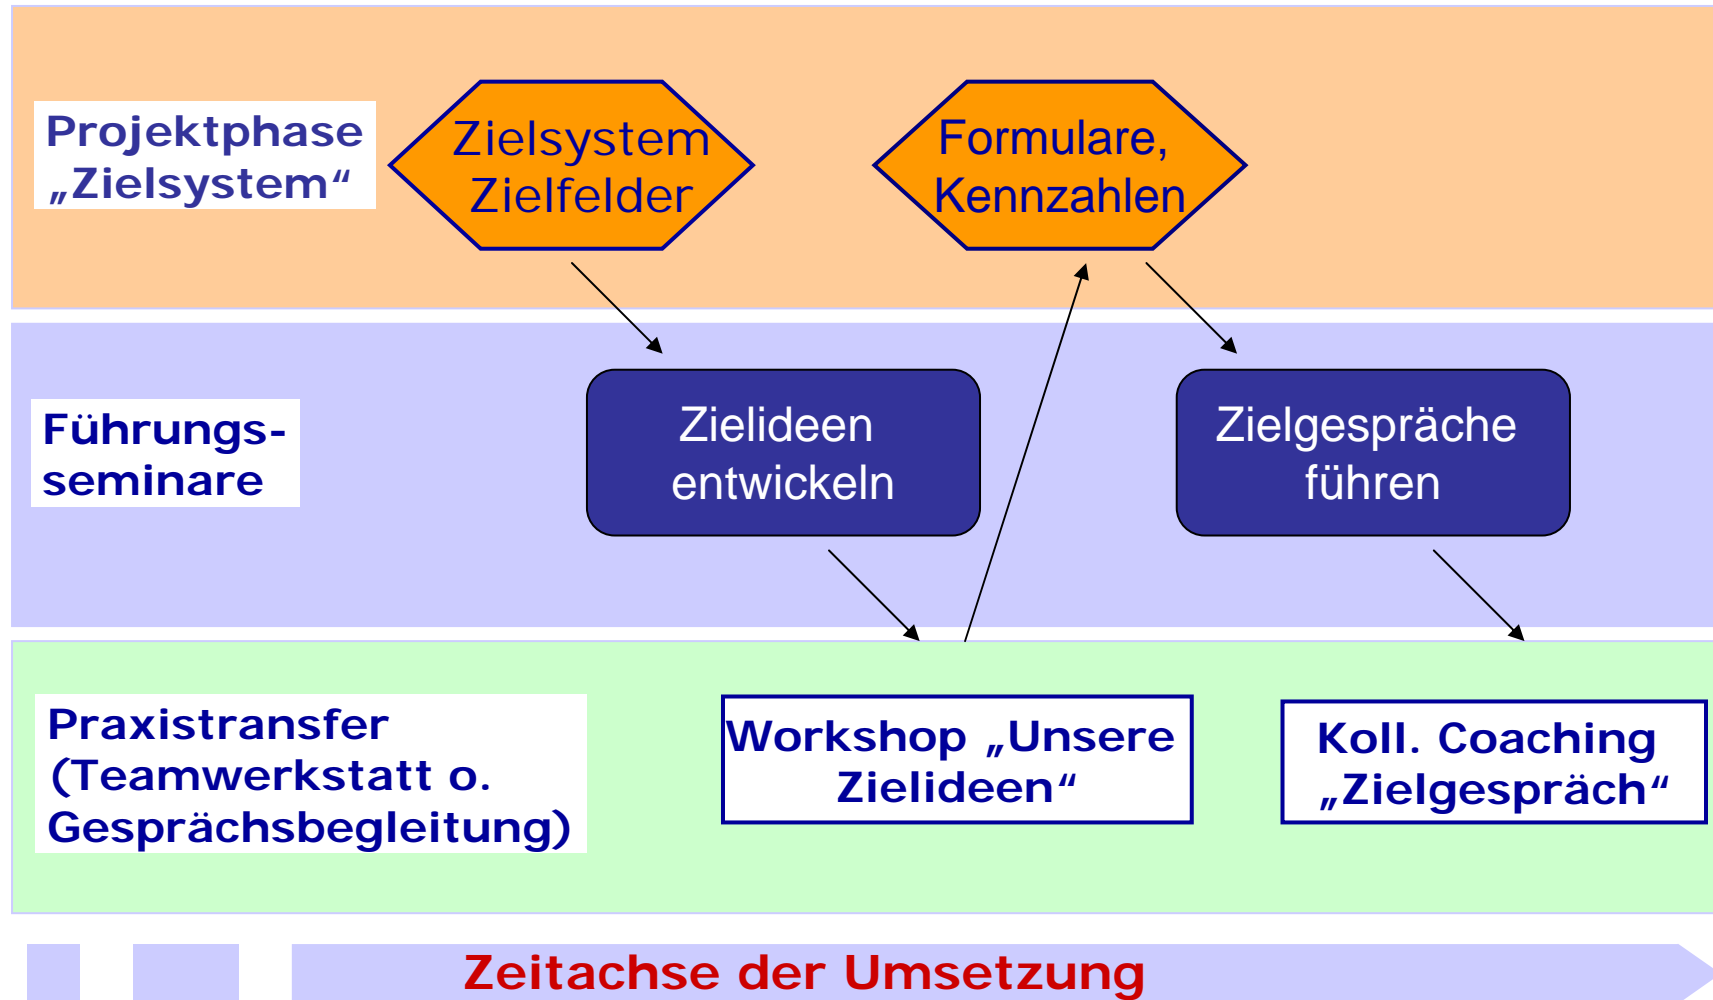 Projektphase
„Zielsystem“
Zielsystem
Zielfelder
Formulare,
Kennzahlen
Führungs-
seminare
Zielideen
entwickeln
Zielgespräche
führen
Praxistransfer
(Teamwerkstatt o.
Gesprächsbegleitung)
Workshop „Unsere
Zielideen“
Koll. Coaching
„Zielgespräch“
Zeitachse der Umsetzung